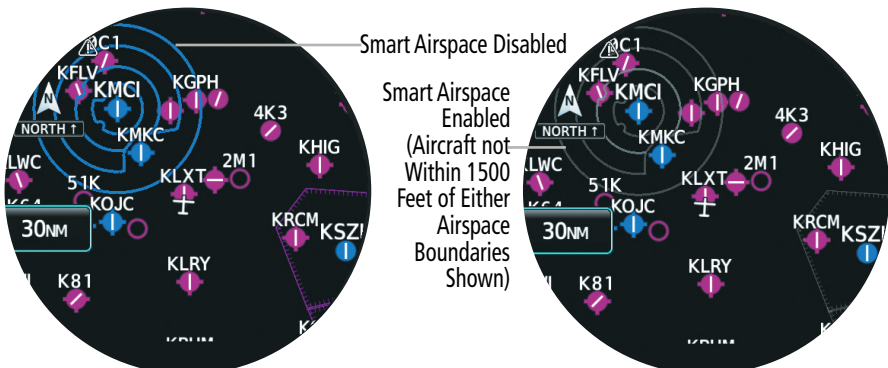 Smart Airspace Disabled
Smart Airspace
Enabled
(Aircraft not
Within 1500
Feet of Either
Airspace
Boundaries
Shown)
KFLV
KGPH
KMCI
N
4K3
NORTH ↑
KMKC
KHIG
LWC
2M1
KLXT
51K
KOJC
30NM
KRCM
KLRY
K81
KFLV
KGPH
KMCI
N
4K3
NORTH ↑
KMKC
KHIG
LWC
2M1
KLXT
51K
KOJC
30NM
KRCM
KLRY
K81